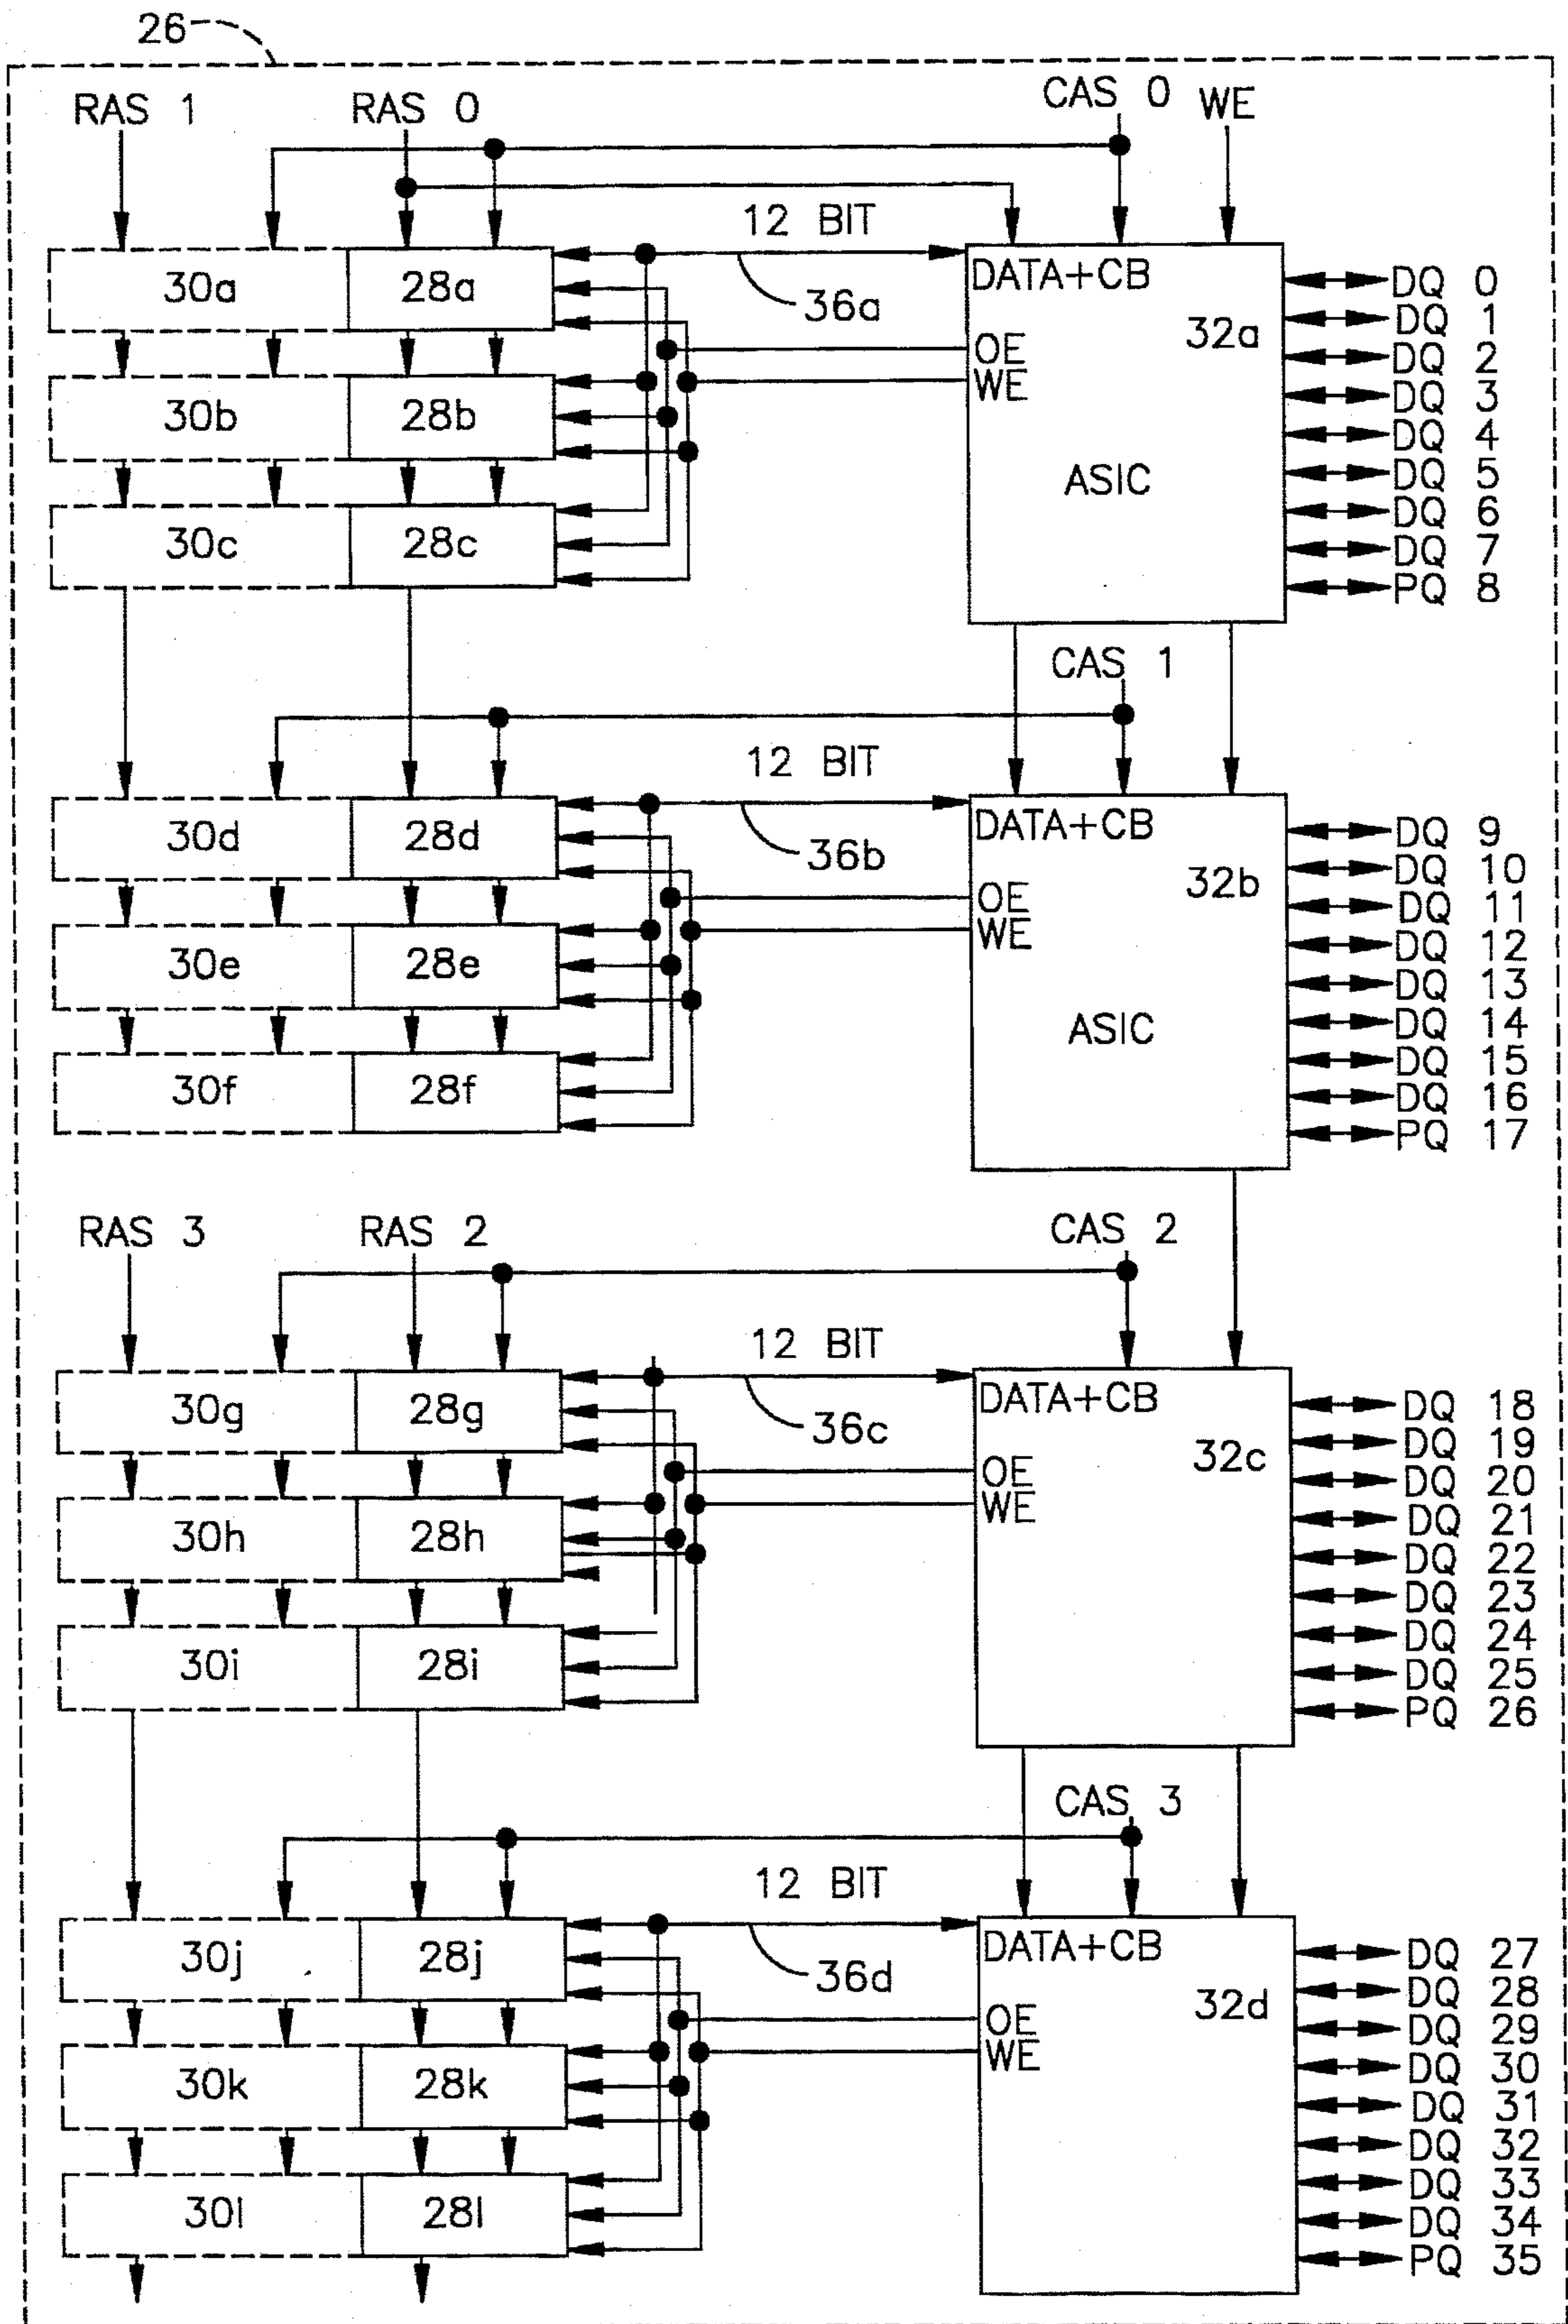 26
RAS 1 RAS 0 CAS 0 WE
12 BIT
30a 28a 36a DATA+CB 32a DQ 0
DQ 1
OE DQ 2
30b 28b WE DQ 3
DQ 4
ASIC DQ 5
DQ 6
30c 28c DQ 7
PQ 8
CAS 1
12 BIT
30d 28d 36b DATA+CB 32b DQ 9
DQ 10
OE DQ 11
30e 28e WE DQ 12
DQ 13
ASIC DQ 14
DQ 15
30f 28f DQ 16
PQ 17
RAS 3 RAS 2 CAS 2
12 BIT
30g 28g 36c DATA+CB 32c DQ 18
DQ 19
OE DQ 20
30h 28h WE DQ 21
DQ 22
DQ 23
DQ 24
30i 28i DQ 25
PQ 26
CAS 3
12 BIT
30j 28j 36d DATA+CB 32d DQ 27
DQ 28
OE DQ 29
30k 28k WE DQ 30
DQ 31
DQ 32
DQ 33
30l 28l DQ 34
PQ 35